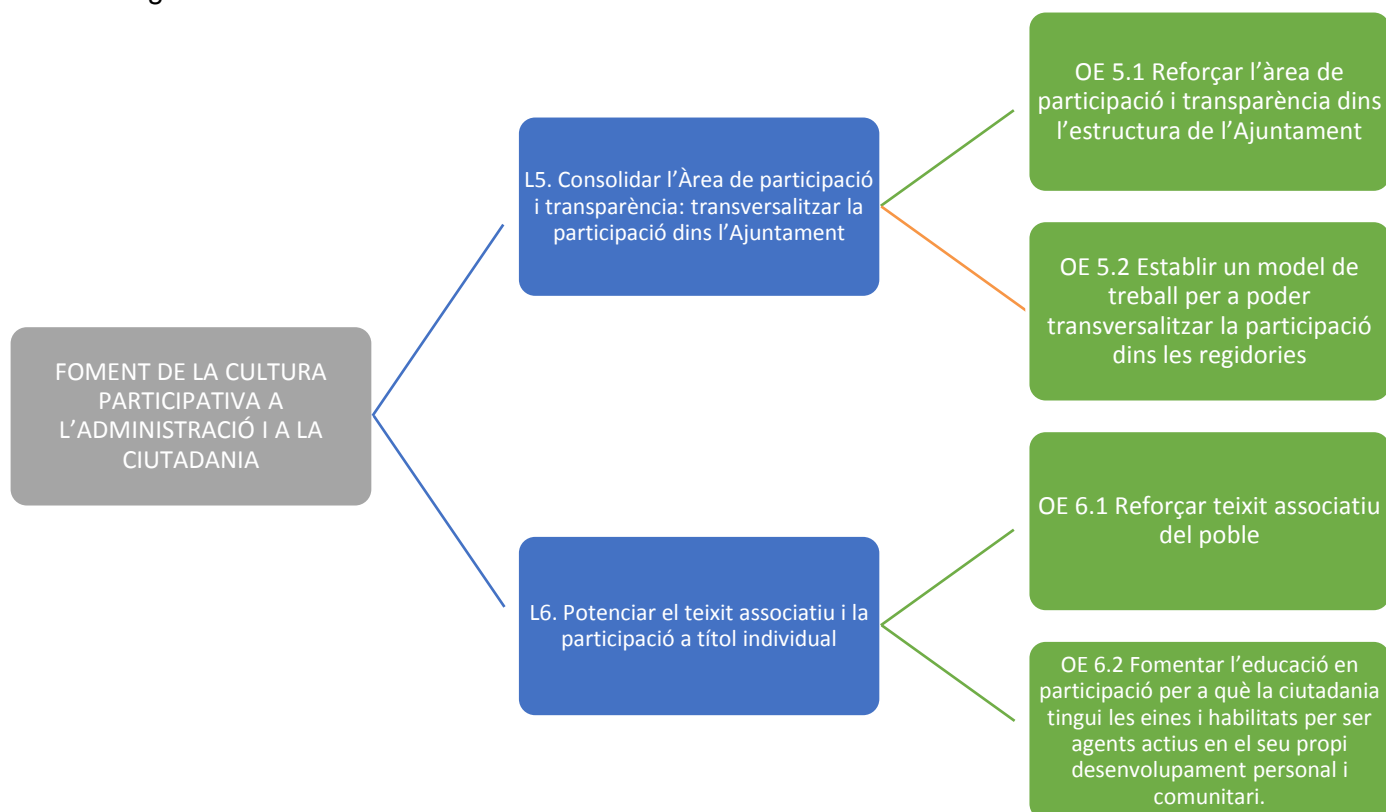 FOMENT DE LA CULTURA
PARTICIPATIVA A
L’ADMINISTRACIÓ I A LA
CIUTADANIA
L5. Consolidar l’Àrea de participació
i transparència: transversalitzar la
participació dins l’Ajuntament
OE 5.1 Reforçar l’àrea de
participació i transparència dins
l’estructura de l’Ajuntament
OE 5.2 Establir un model de
treball per a poder
transversalitzar la participació
dins les regidories
L6. Potenciar el teixit associatiu i la
participació a títol individual
OE 6.1 Reforçar teixit associatiu
del poble
OE 6.2 Fomentar l’educació en
participació per a què la ciutadania
tingui les eines i habilitats per ser
agents actius en el seu propi
desenvolupament personal i
comunitari.